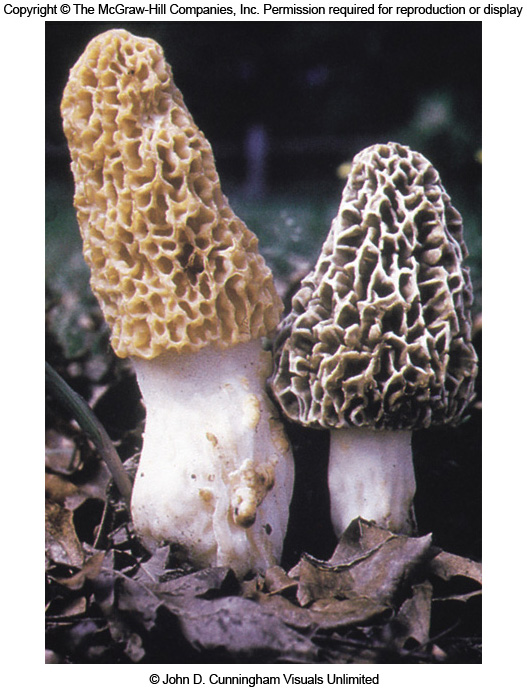 Copyright © The McGraw-Hill Companies, Inc. Permission required for reproduction or display
© John D. Cunningham Visuals Unlimited